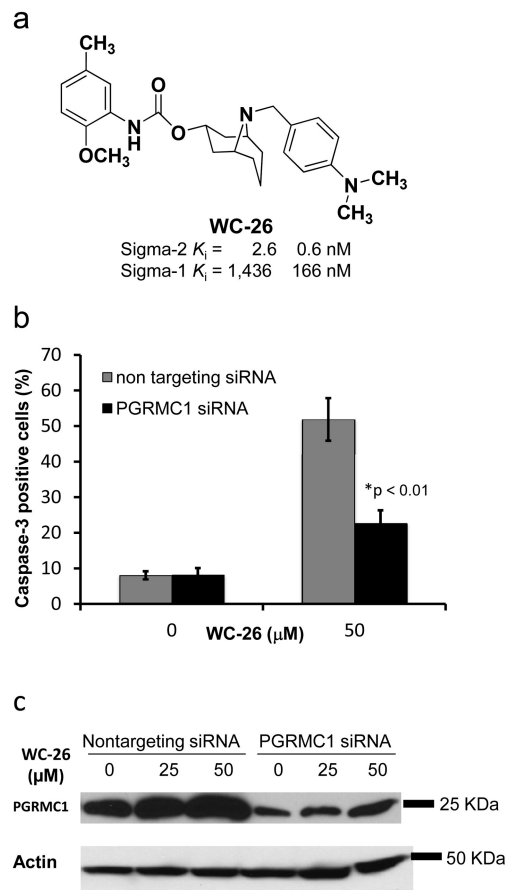 a
CH₃
O
N
H
O
OCH₃
N
N
CH₃
CH₃
WC-26
Sigma-2 Kᵢ = 2.6 0.6 nM
Sigma-1 Kᵢ = 1,436 166 nM
b
Caspase-3 positive cells (%)
70
60
50
40
30
20
10
0
non targeting siRNA
PGRMC1 siRNA
*p < 0.01
0 WC-26 (μM) 50
c
WC-26
(μM)
Nontargeting siRNA PGRMC1 siRNA
0 25 50 0 25 50
PGRMC1 25 KDa
Actin 50 KDa